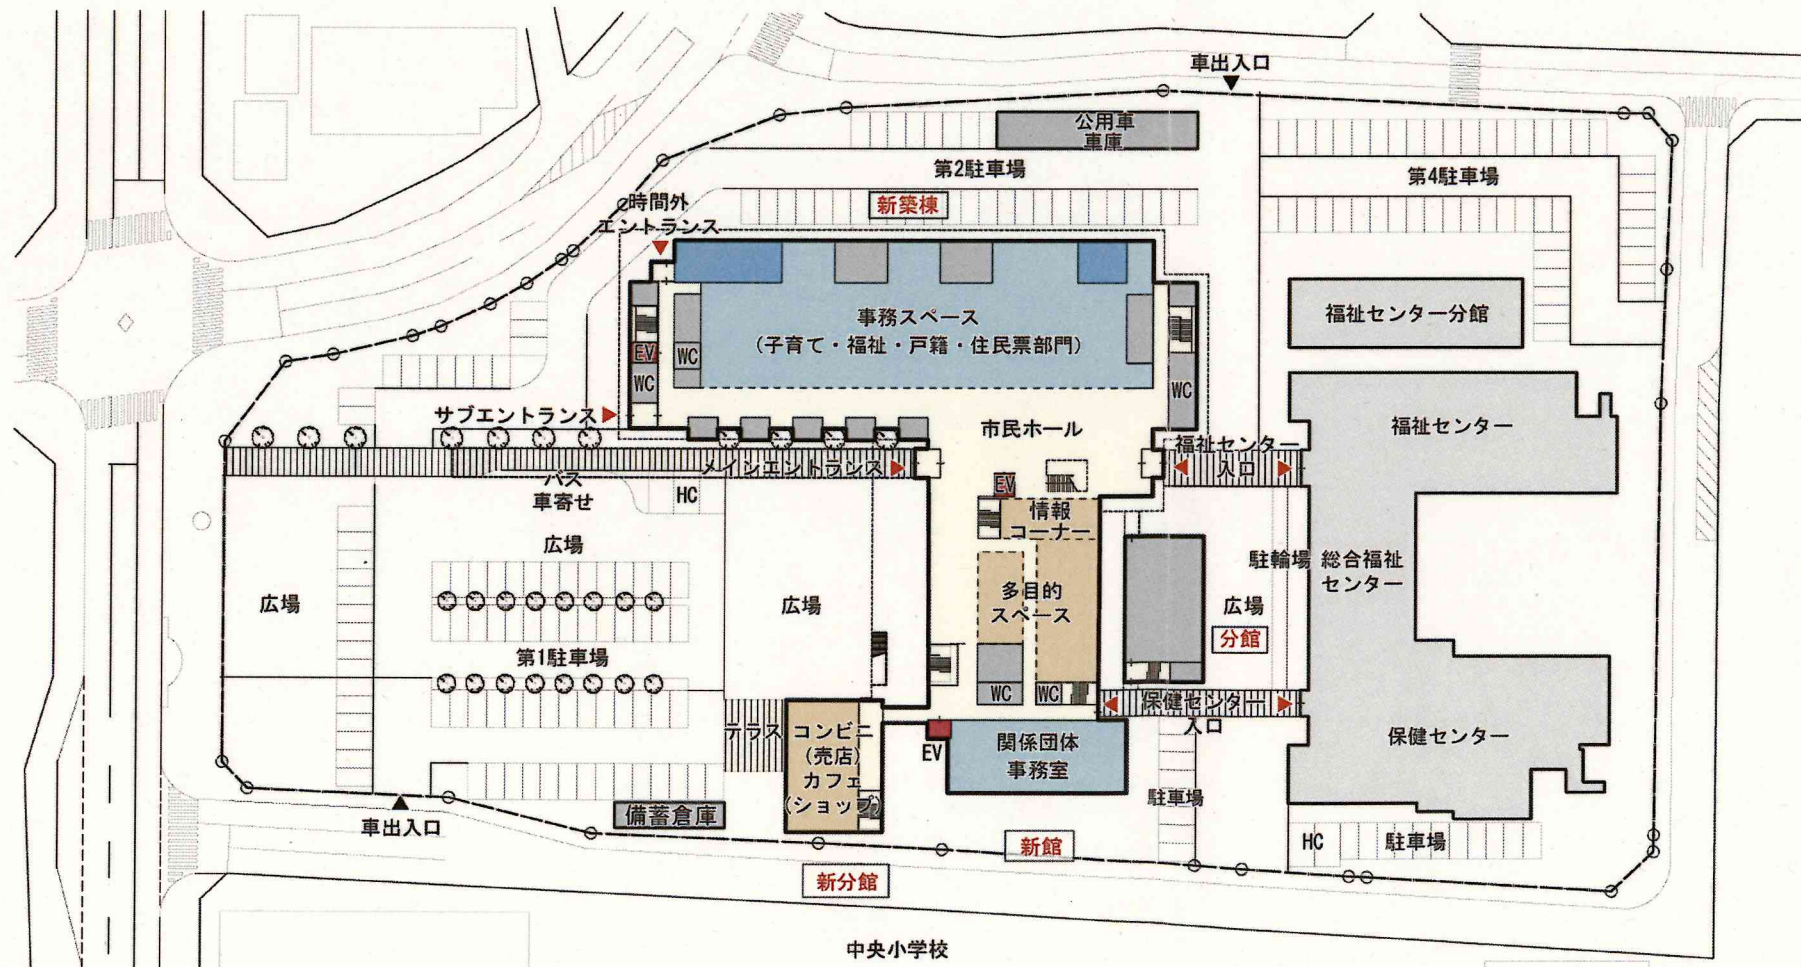 車出入口
公用車
車庫
第2駐車場
第4駐車場
新築棟
時間外
エントランス
福祉センター分館
事務スペース
(子育て・福祉・戸籍・住民票部門)
EV
WC
WC
WC
サブエントランス
市民ホール
福祉センター
福祉センター
入口
メインエントランス
バス
車寄せ
HC
EV
情報
コーナー
広場
駐輪場
総合福祉
センター
広場
広場
多目的
スペース
広場
分館
第1駐車場
WC
WC
保健センター
入口
テラス
コンビニ
(売店)
カフェ
(ショップ)
EV
関係団体
事務室
保健センター
駐車場
備蓄倉庫
車出入口
新館
HC
駐車場
新分館
中央小学校